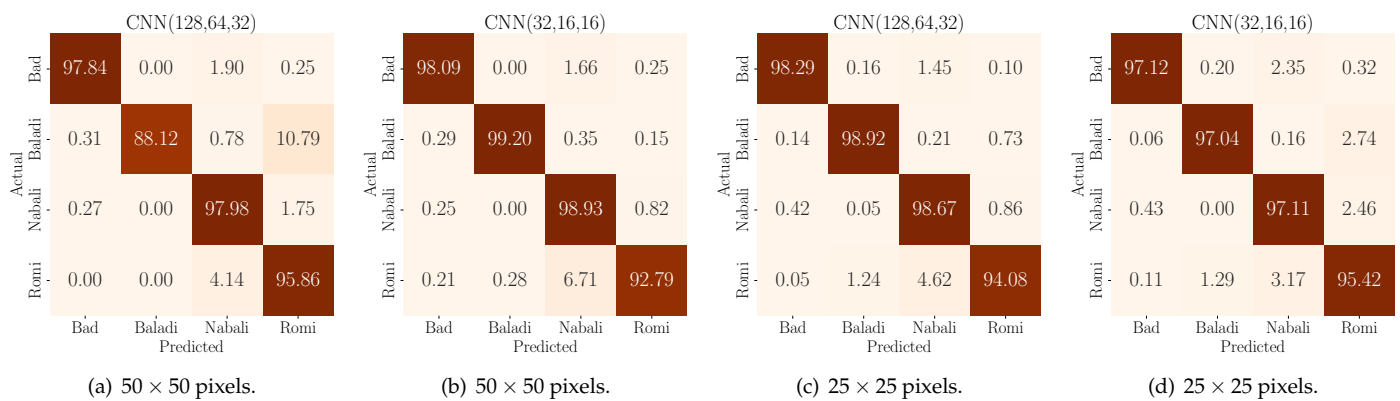 CNN(128,64,32)
Bad 97.84 0.00 1.90 0.25
Baladi 0.31 88.12 0.78 10.79
Nabali 0.27 0.00 97.98 1.75
Romi 0.00 0.00 4.14 95.86
Actual
Bad Baladi Nabali Romi
Predicted
(a) 50 × 50 pixels.
CNN(32,16,16)
Bad 98.09 0.00 1.66 0.25
Baladi 0.29 99.20 0.35 0.15
Nabali 0.25 0.00 98.93 0.82
Romi 0.21 0.28 6.71 92.79
Actual
Bad Baladi Nabali Romi
Predicted
(b) 50 × 50 pixels.
CNN(128,64,32)
Bad 98.29 0.16 1.45 0.10
Baladi 0.14 98.92 0.21 0.73
Nabali 0.42 0.05 98.67 0.86
Romi 0.05 1.24 4.62 94.08
Actual
Bad Baladi Nabali Romi
Predicted
(c) 25 × 25 pixels.
CNN(32,16,16)
Bad 97.12 0.20 2.35 0.32
Baladi 0.06 97.04 0.16 2.74
Nabali 0.43 0.00 97.11 2.46
Romi 0.11 1.29 3.17 95.42
Actual
Bad Baladi Nabali Romi
Predicted
(d) 25 × 25 pixels.